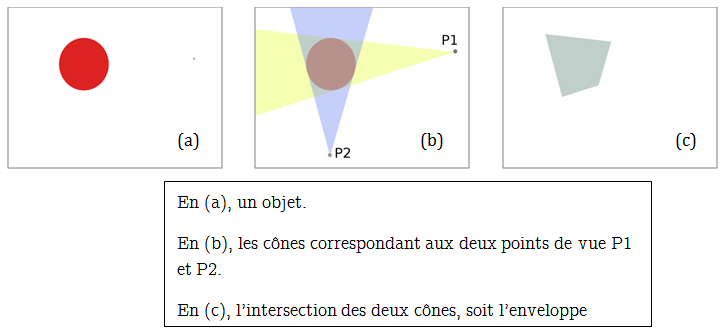 (a)
P1
P2
(b)
(c)
En (a), un objet.
En (b), les cônes correspondant aux deux points de vue P1
et P2.
En (c), l'intersection des deux cônes, soit l'enveloppe